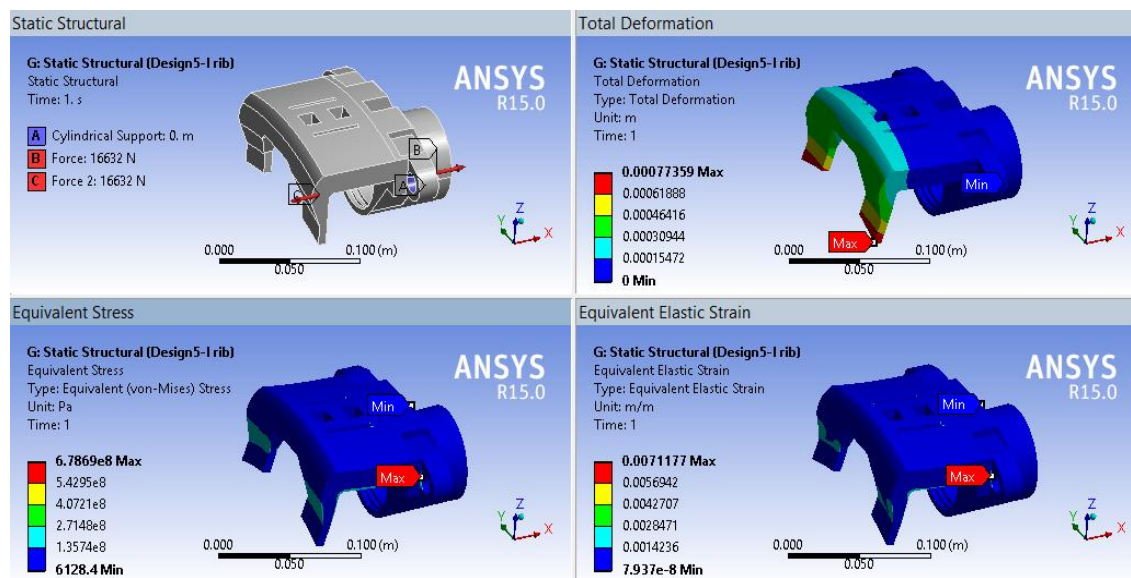 Static Structural
G: Static Structural (Design5-I rib)
Static Structural
Time: 1. s
A Cylindrical Support: 0. m
B Force: 16632 N
C Force 2: 16632 N
ANSYS
R15.0
B
A
C
0.000
0.100 (m)
0.050
Z
Y
X
Total Deformation
G: Static Structural (Design5-I rib)
Total Deformation
Type: Total Deformation
Unit: m
Time: 1
0.00077359 Max
0.00061888
0.00046416
0.00030944
0.00015472
0 Min
ANSYS
R15.0
Min
Max
0.000
0.100 (m)
0.050
Z
Y
X
Equivalent Stress
G: Static Structural (Design5-I rib)
Equivalent Stress
Type: Equivalent (von-Mises) Stress
Unit: Pa
Time: 1
6.7869e8 Max
5.4295e8
4.0721e8
2.7148e8
1.3574e8
6128.4 Min
ANSYS
R15.0
Min
Max
0.000
0.100 (m)
0.050
Z
Y
X
Equivalent Elastic Strain
G: Static Structural (Design5-I rib)
Equivalent Elastic Strain
Type: Equivalent Elastic Strain
Unit: m/m
Time: 1
0.0071177 Max
0.0056942
0.0042707
0.0028471
0.0014236
7.937e-8 Min
ANSYS
R15.0
Min
Max
0.000
0.100 (m)
0.050
Z
Y
X